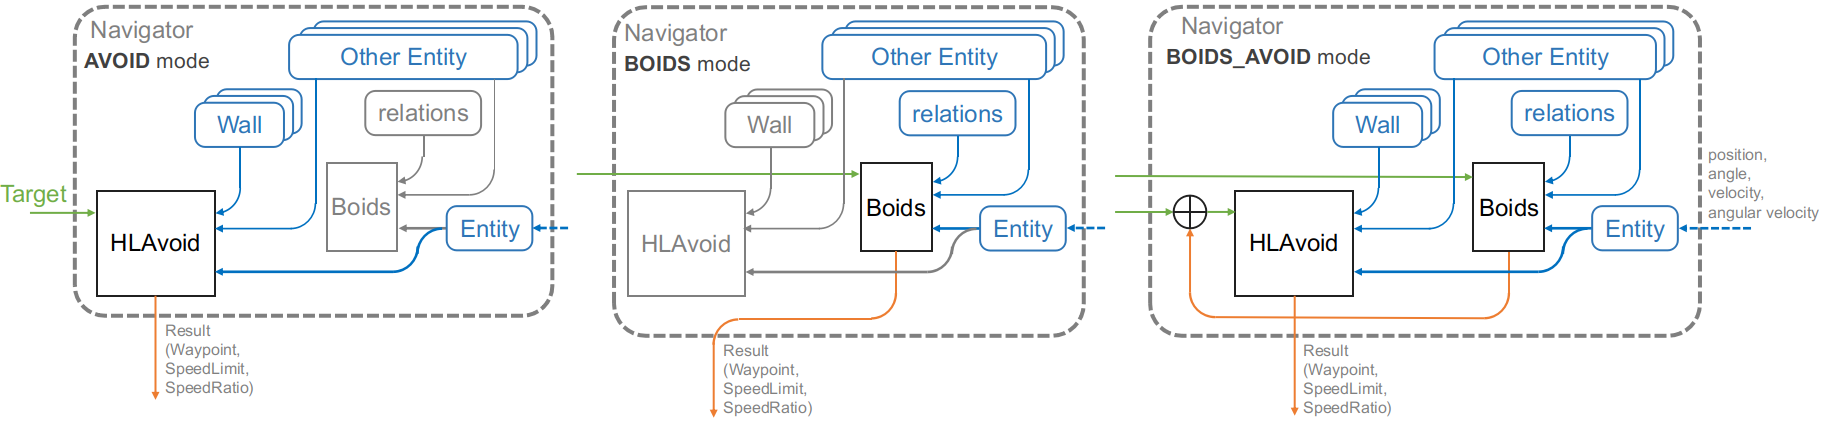 Navigator
AVOID mode
Other Entity
Wall
relations
Target
Boids
HLAvoid
Entity
Result
(Waypoint,
SpeedLimit,
SpeedRatio)
Navigator
BOIDS mode
Other Entity
Wall
relations
Boids
HLAvoid
Entity
Result
(Waypoint,
SpeedLimit,
SpeedRatio)
Navigator
BOIDS_AVOID mode
Other Entity
Wall
relations
Boids
HLAvoid
Entity
position,
angle,
velocity,
angular velocity
Result
(Waypoint,
SpeedLimit,
SpeedRatio)